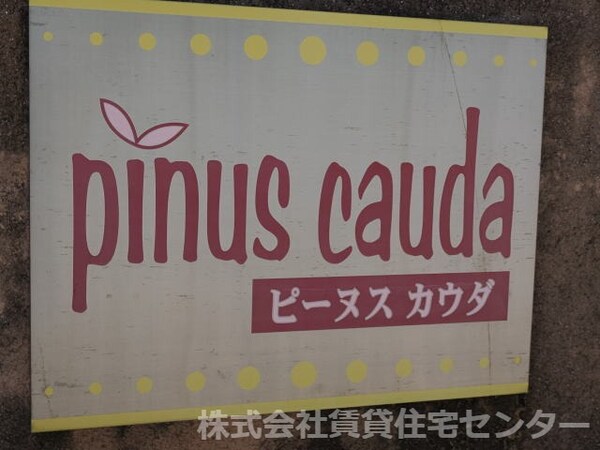 pinus cauda
ピーヌス カウダ
株式会社賃貸住宅センター